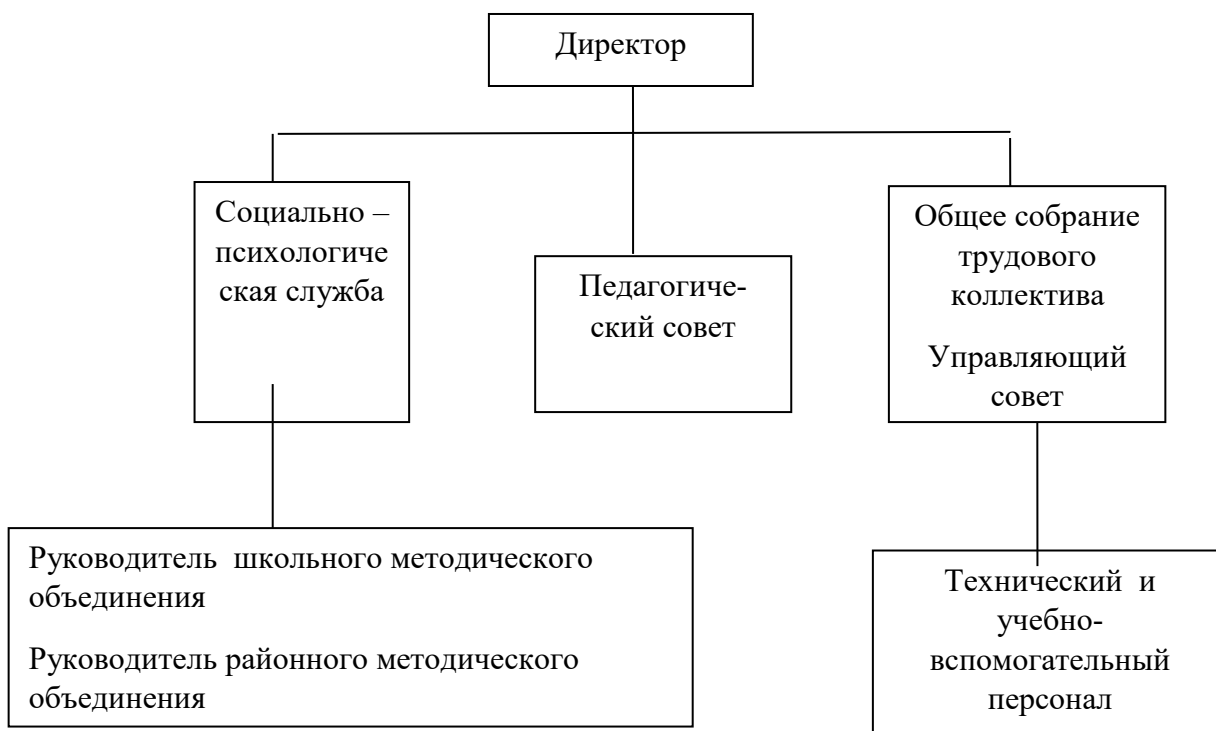 Директор
Социально –
психологиче
ская служба
Педагогиче-
ский совет
Общее собрание
трудового
коллектива
Управляющий
совет
Руководитель школьного методического
объединения
Руководитель районного методического
объединения
Технический и
учебно-
вспомогательный
персонал